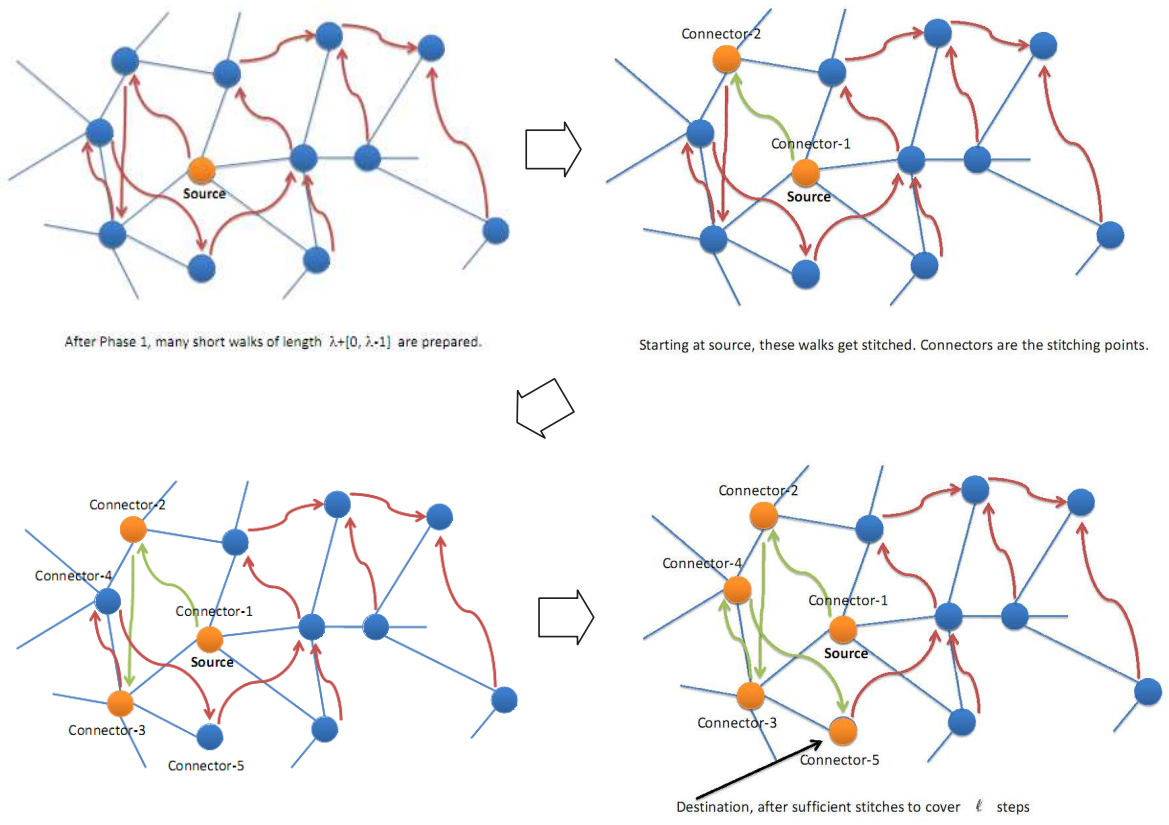 Source
After Phase 1, many short walks of length λ+[0, λ-1] are prepared.
Connector-2
Connector-1
Source
Starting at source, these walks get stitched. Connectors are the stitching points.
Connector-2
Connector-4
Connector-1
Source
Connector-3
Connector-5
Connector-2
Connector-4
Connector-1
Source
Connector-3
Connector-5
Destination, after sufficient stitches to cover ℓ steps